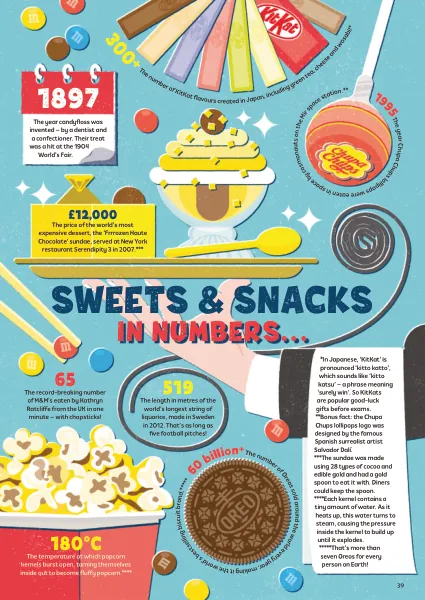 KitKat
300+
The number of KitKat flavours created in Japan, including green tea, cheese and wasabi*
1897
The year candyfloss was
invented – by a dentist and
a confectioner. Their treat
was a hit at the 1904
World's Fair.
1995
The year Chupa Chups lollipops were eaten in space by cosmonauts on the Mir space station.**
Chupa
Chups
£12,000
The price of the world's most
expensive dessert, the 'Frrrozen Haute
Chocolate' sundae, served at New York
restaurant Serendipity 3 in 2007.***
SWEETS & SNACKS
IN NUMBERS...
65
The record-breaking number
of M&M's eaten by Kathryn
Ratcliffe from the UK in one
minute – with chopsticks!
519
The length in metres of the
world's longest string of
liquorice, made in Sweden
in 2012. That's as long as
five football pitches!
*In Japanese, 'KitKat' is
pronounced 'kitto katto',
which sounds like 'kitto
katsu' – a phrase meaning
'surely win'. So KitKats
are popular good-luck
gifts before exams.
**Bonus fact: the Chupa
Chups lollipops logo was
designed by the famous
Spanish surrealist artist
Salvador Dalí.
***The sundae was made
using 28 types of cocoa and
edible gold and had a gold
spoon to eat it with. Diners
could keep the spoon.
****Each kernel contains a
tiny amount of water. As it
heats up, this water turns to
steam, causing the pressure
inside the kernel to build up
until it explodes.
*****That's more than
seven Oreos for every
person on Earth!
60 billion+
The number of Oreos sold around the world every year, making it the world's bestselling biscuit brand.*****
OREO
180°C
The temperature at which popcorn
kernels burst open, turning themselves
inside out to become fluffy popcorn.****
m
m
m
m
m
39